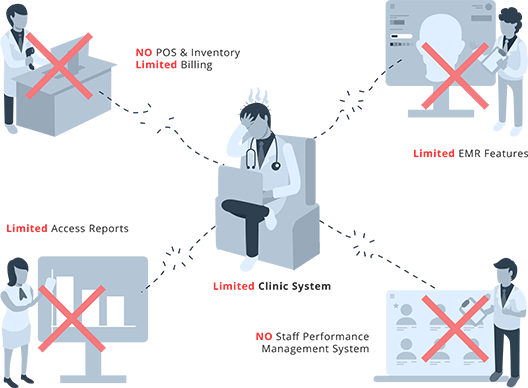 NO POS & Inventory
Limited Billing
Limited EMR Features
Limited Access Reports
Limited Clinic System
NO Staff Performance
Management System